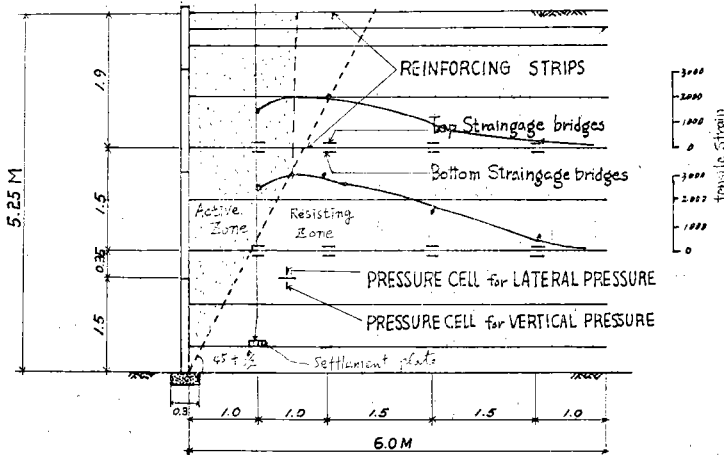 REINFORCING STRIPS
3000
2000
1000
0
Tensile Strain
Top Straingage bridges
Bottom Straingage bridges
3000
2000
1000
0
1.9
1.5
0.35
1.5
5.25 M
Active Zone
Resisting Zone
PRESSURE CELL for LATERAL PRESSURE
PRESSURE CELL for VERTICAL PRESSURE
Settlement plate
0.3
1.0
1.0
1.5
1.5
1.0
6.0 M